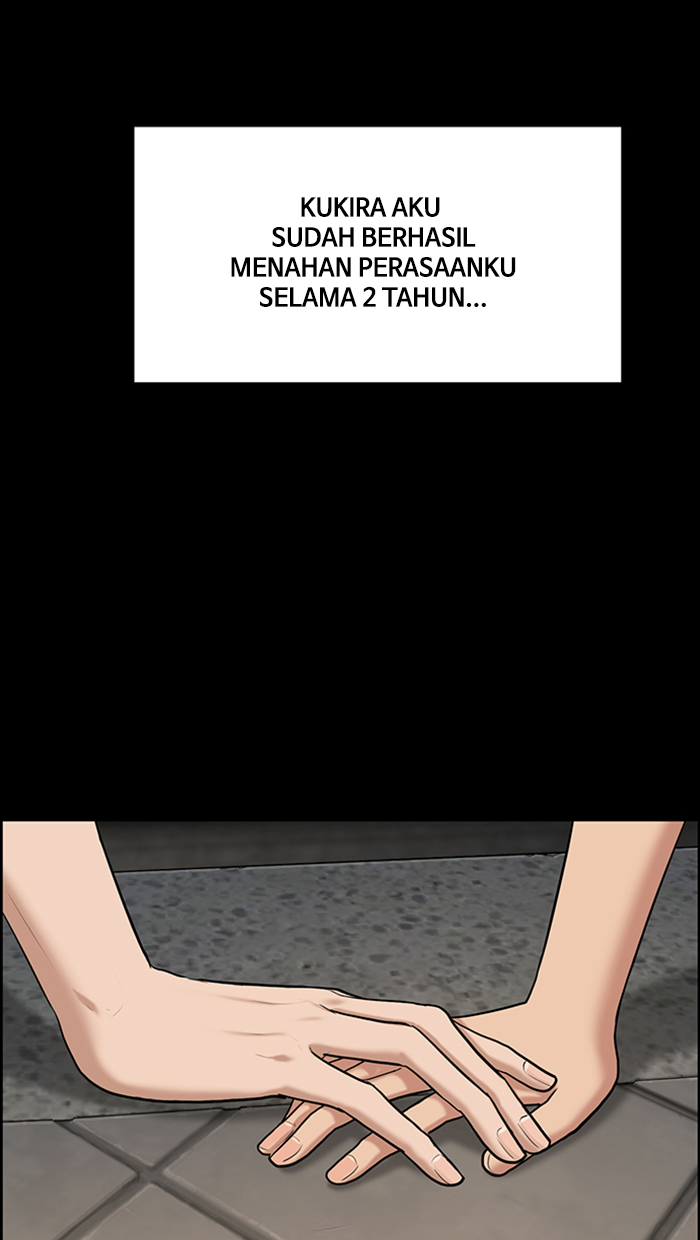 KUKIRA AKU
SUDAH BERHASIL
MENAHAN PERASAANKU
SELAMA 2 TAHUN...